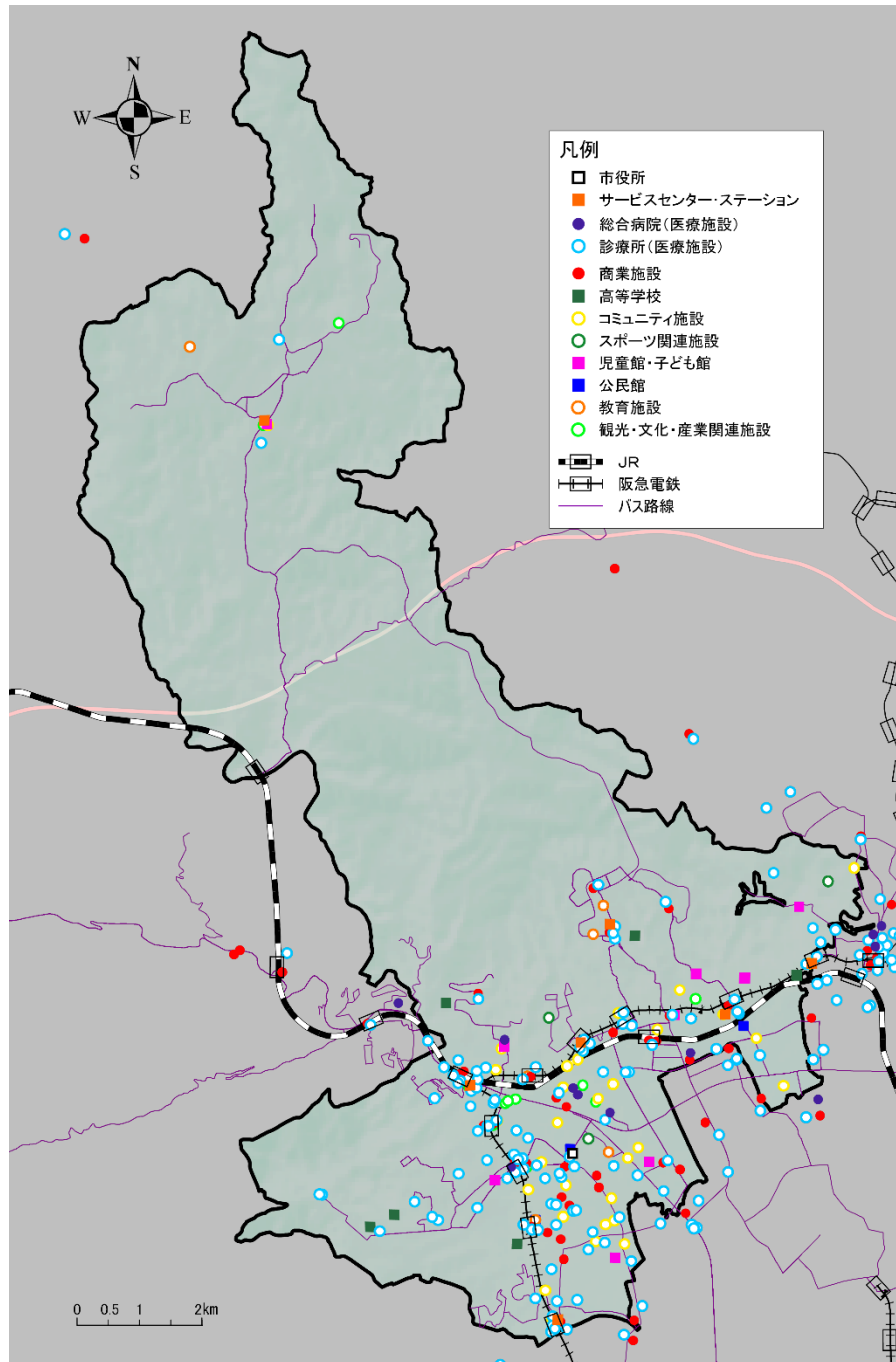 N
W
E
S
凡例
市役所
サービスセンター・ステーション
総合病院(医療施設)
診療所(医療施設)
商業施設
高等学校
コミュニティ施設
スポーツ関連施設
児童館・子ども館
公民館
教育施設
観光・文化・産業関連施設
JR
阪急電鉄
バス路線
0 0.5 1 2km